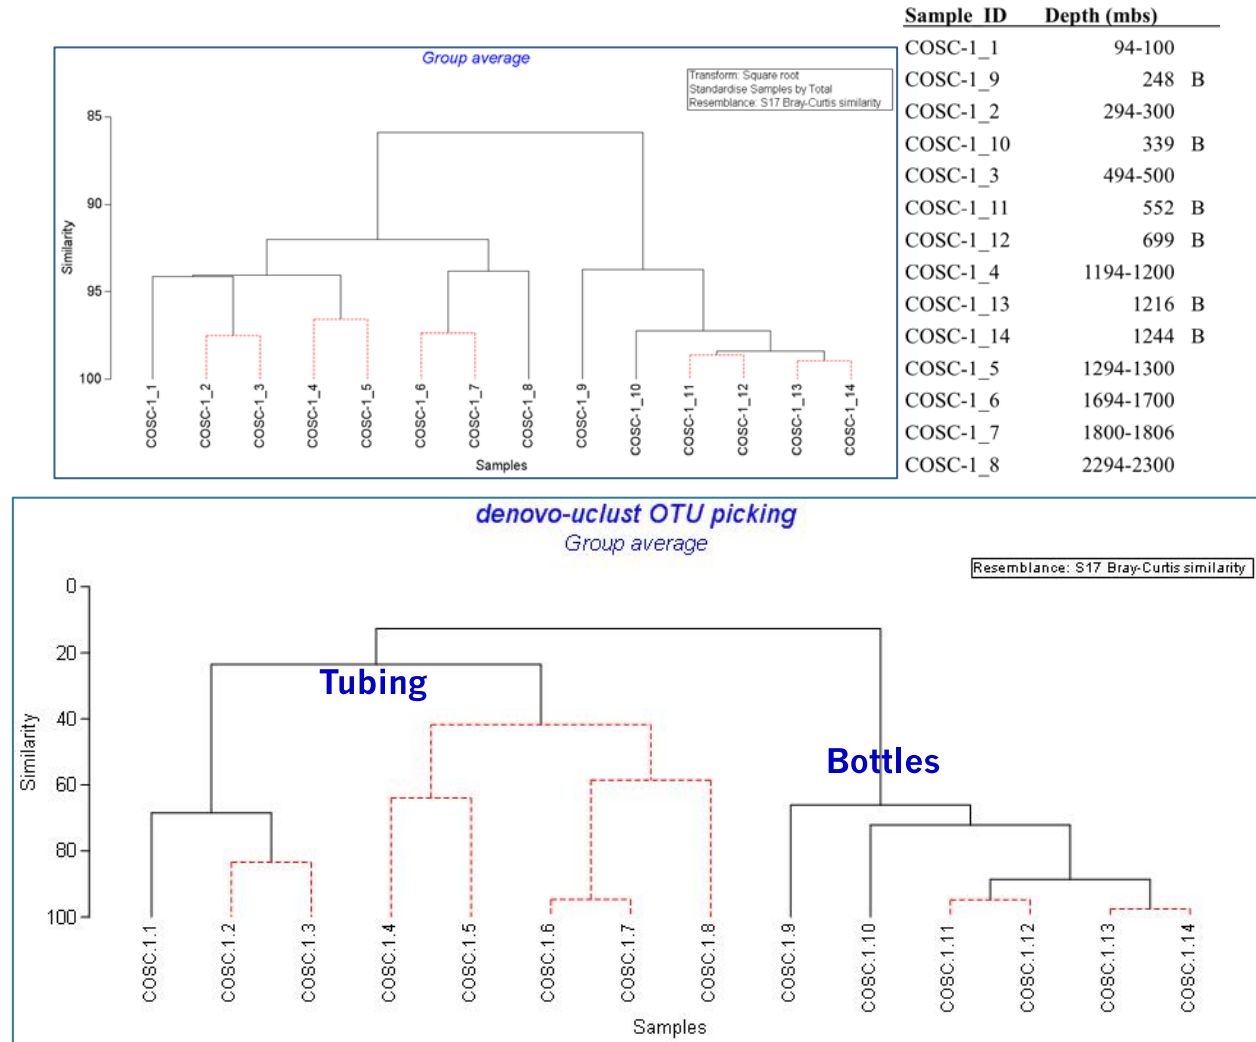 Sample_ID Depth (mbs)
COSC-1_1 94-100
COSC-1_9 248 B
COSC-1_2 294-300
COSC-1_10 339 B
COSC-1_3 494-500
COSC-1_11 552 B
COSC-1_12 699 B
COSC-1_4 1194-1200
COSC-1_13 1216 B
COSC-1_14 1244 B
COSC-1_5 1294-1300
COSC-1_6 1694-1700
COSC-1_7 1800-1806
COSC-1_8 2294-2300
Group average
Transform: Square root
Standardise Samples by Total
Resemblance: S17 Bray-Curtis similarity
85
90
95
100
Similarity
COSC-1_1
COSC-1_2
COSC-1_3
COSC-1_4
COSC-1_5
COSC-1_6
COSC-1_7
COSC-1_8
COSC-1_9
COSC-1_10
COSC-1_11
COSC-1_12
COSC-1_13
COSC-1_14
Samples
denovo-uclust OTU picking
Group average
Resemblance: S17 Bray-Curtis similarity
0
20
40
60
80
100
Similarity
Tubing
Bottles
COSC.1.1
COSC.1.2
COSC.1.3
COSC.1.4
COSC.1.5
COSC.1.6
COSC.1.7
COSC.1.8
COSC.1.9
COSC.1.10
COSC.1.11
COSC.1.12
COSC.1.13
COSC.1.14
Samples